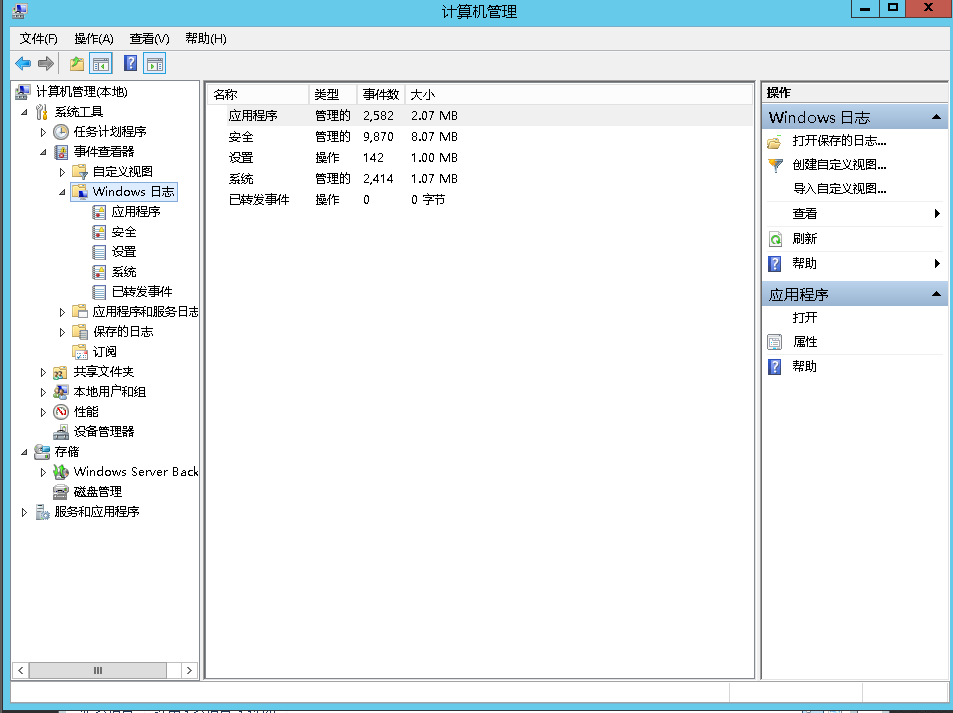 计算机管理
文件(F) 操作(A) 查看(V) 帮助(H)
计算机管理(本地)
系统工具
任务计划程序
事件查看器
自定义视图
Windows 日志
应用程序
安全
设置
系统
已转发事件
应用程序和服务日志
保存的日志
订阅
共享文件夹
本地用户和组
性能
设备管理器
存储
Windows Server Back
磁盘管理
服务和应用程序
名称 类型 事件数 大小
应用程序 管理的 2,582 2.07 MB
安全 管理的 9,870 8.07 MB
设置 操作 142 1.00 MB
系统 管理的 2,414 1.07 MB
已转发事件 操作 0 0 字节
操作
Windows 日志
打开保存的日志...
创建自定义视图...
导入自定义视图...
查看
刷新
帮助
应用程序
打开
属性
帮助